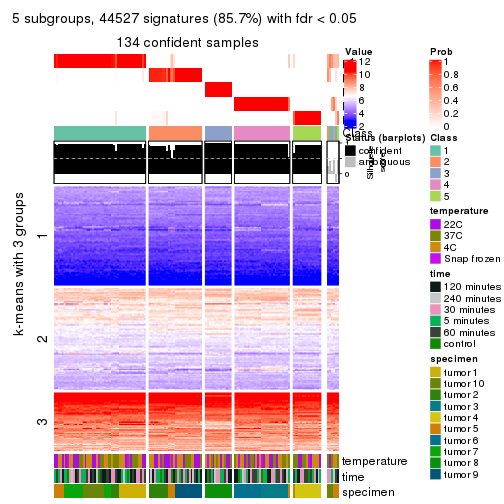 5 subgroups, 44527 signatures (85.7%) with fdr < 0.05
134 confident samples
k-means with 3 groups
1
2
3
Class
Silhouette
score
1
0
temperature
time
specimen
Value
12
10
8
6
4
2
Status (barplots)
confident
ambiguous
Prob
1
0.8
0.6
0.4
0.2
0
Class
1
2
3
4
5
temperature
22C
37C
4C
Snap frozen
time
120 minutes
240 minutes
30 minutes
5 minutes
60 minutes
control
specimen
tumor 1
tumor 10
tumor 2
tumor 3
tumor 4
tumor 5
tumor 6
tumor 7
tumor 8
tumor 9